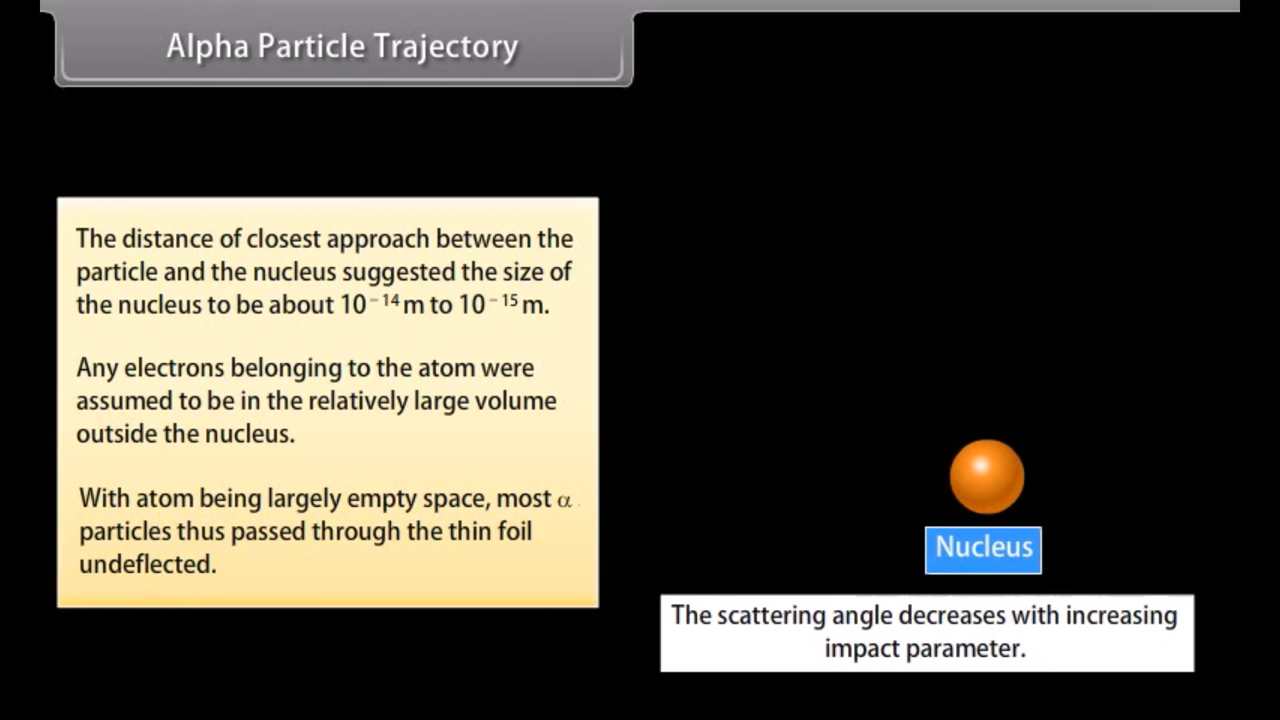 Alpha Particle Trajectory
The distance of closest approach between the
particle and the nucleus suggested the size of
the nucleus to be about 10⁻¹⁴ m to 10⁻¹⁵ m.
Any electrons belonging to the atom were
assumed to be in the relatively large volume
outside the nucleus.
With atom being largely empty space, most α
particles thus passed through the thin foil
undeflected.
Nucleus
The scattering angle decreases with increasing
impact parameter.